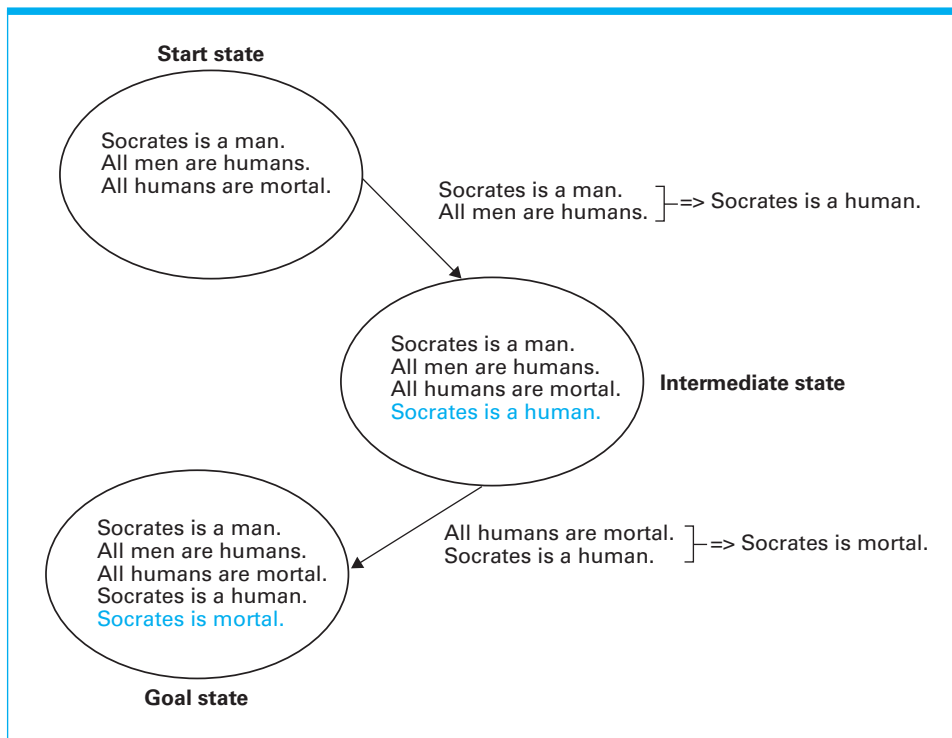 Start state
Socrates is a man.
All men are humans.
All humans are mortal.
Socrates is a man.
All men are humans.
=> Socrates is a human.
Socrates is a man.
All men are humans.
All humans are mortal.
Socrates is a human.
Intermediate state
All humans are mortal.
Socrates is a human.
=> Socrates is mortal.
Socrates is a man.
All men are humans.
All humans are mortal.
Socrates is a human.
Socrates is mortal.
Goal state